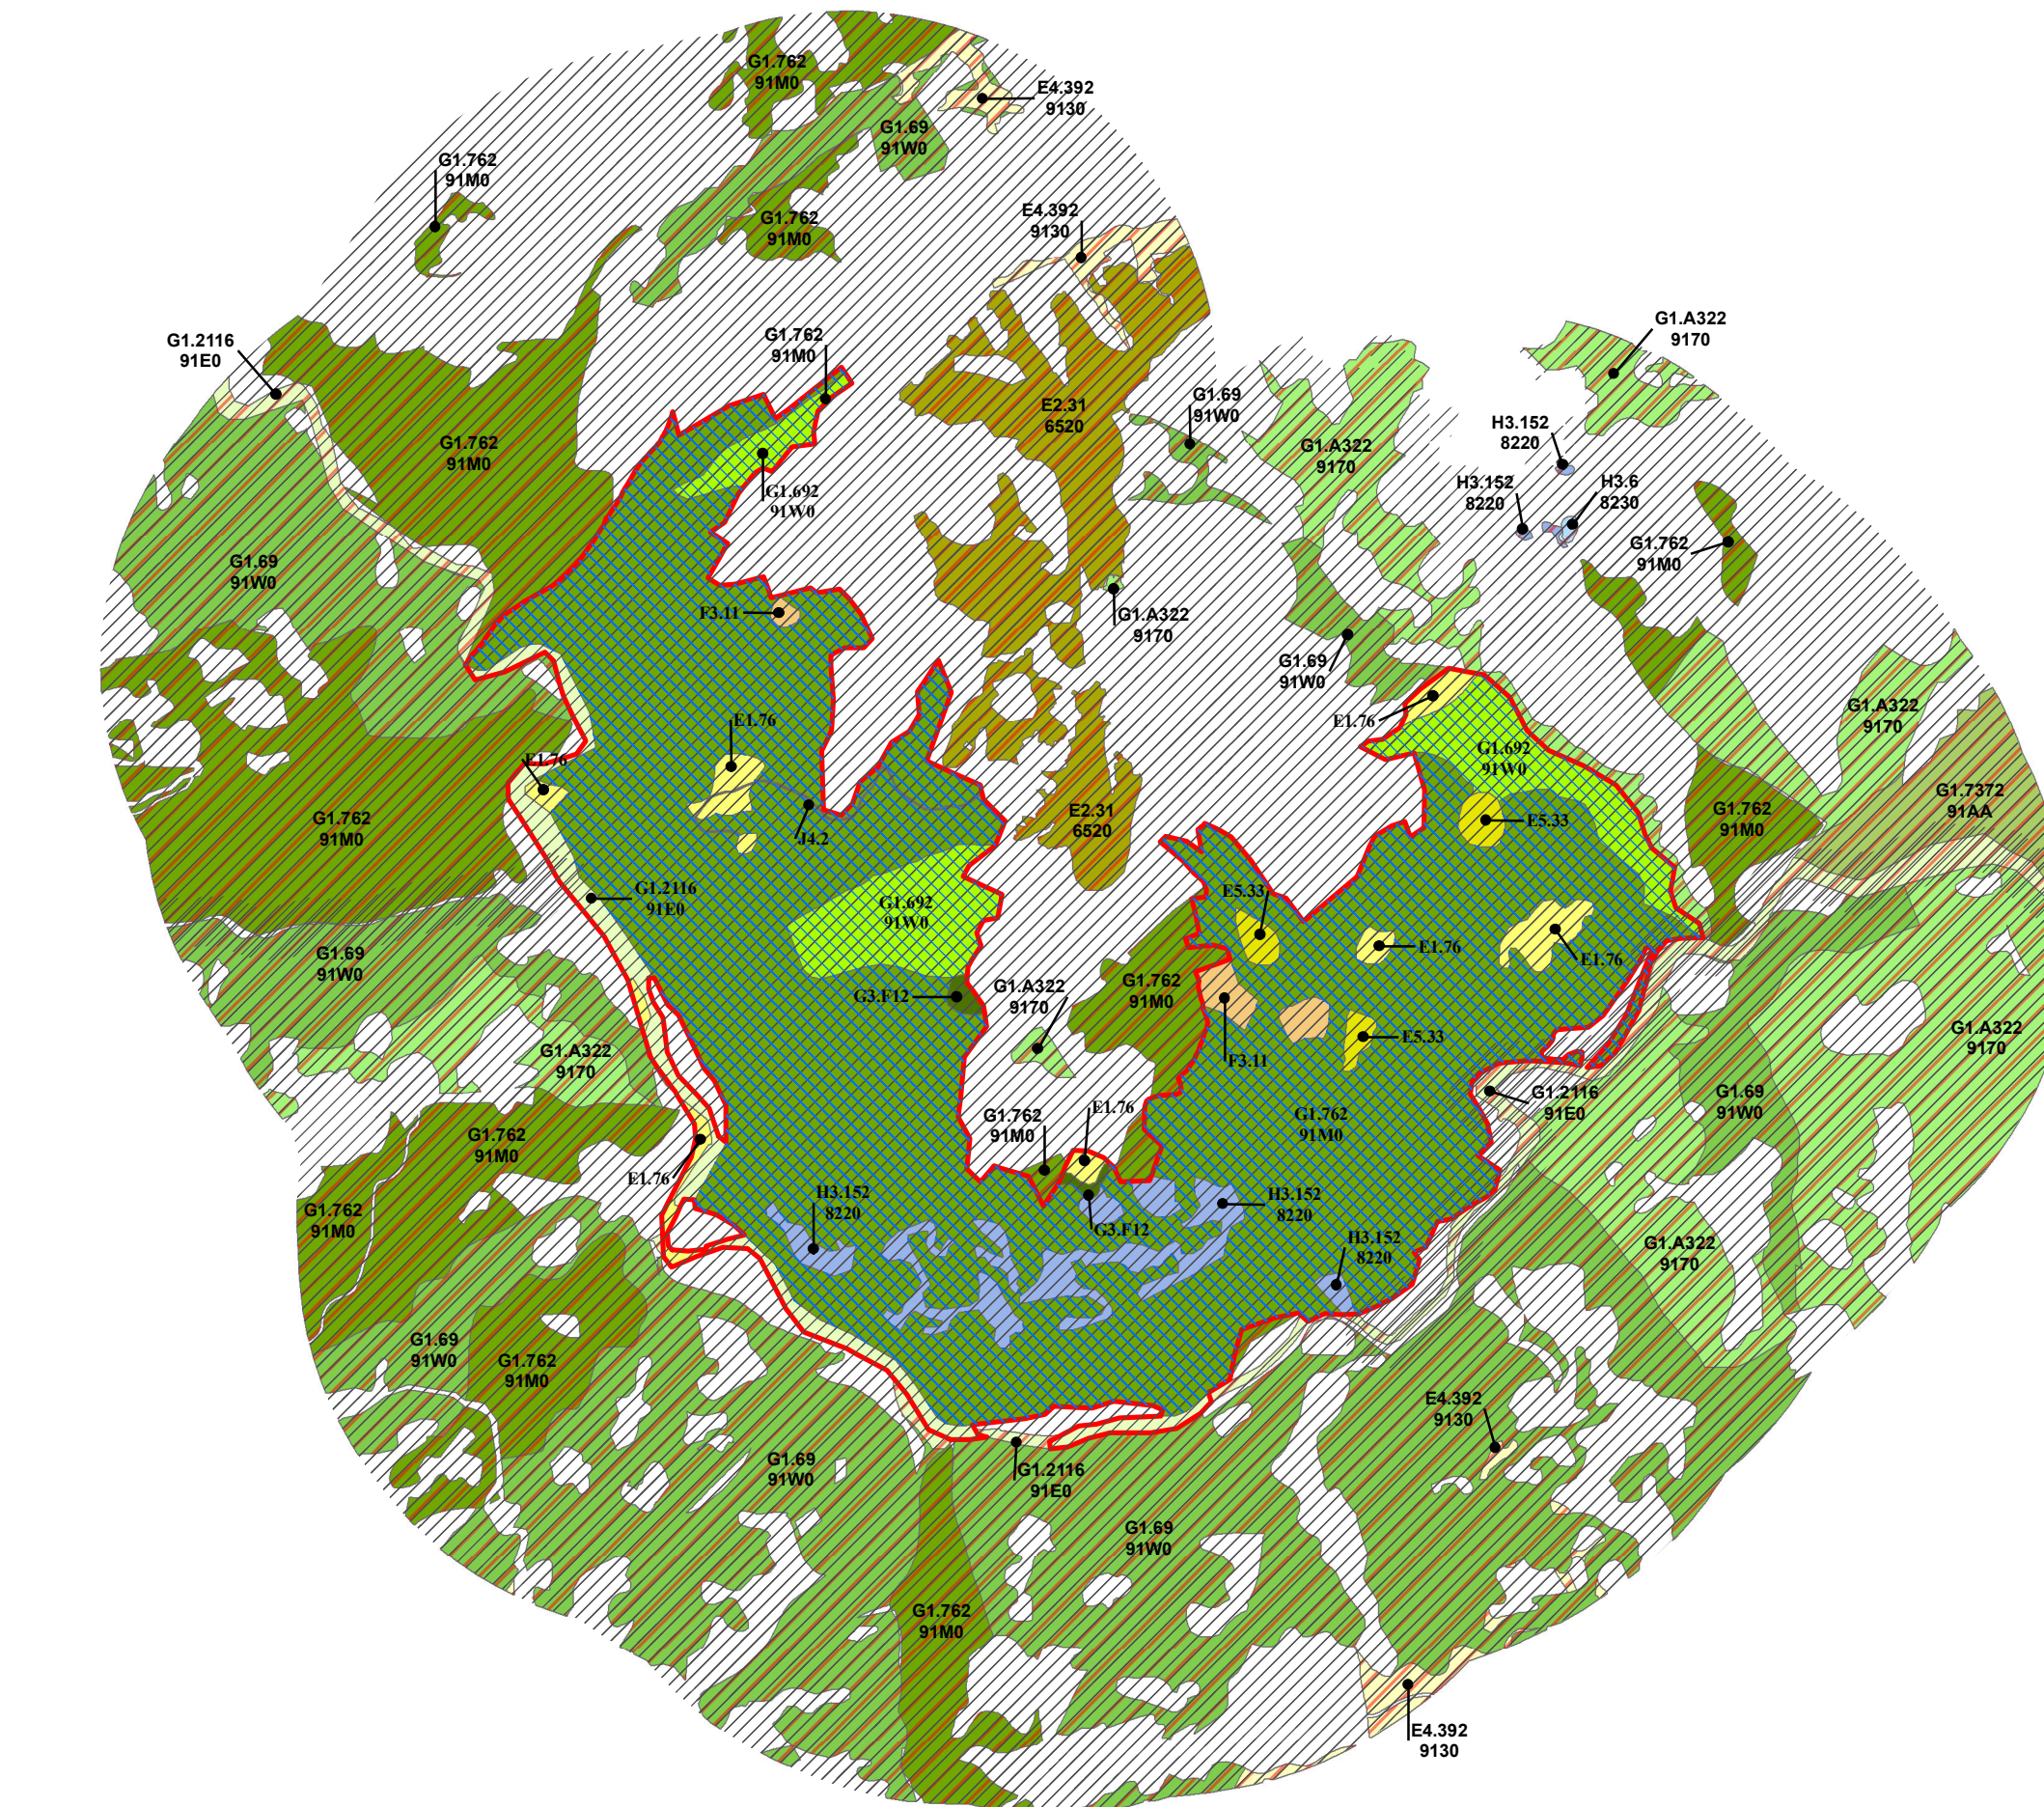 G1.762
91M0
E4.392
9130
G1.69
91W0
G1.762
91M0
E4.392
9130
G1.762
91M0
G1.A322
9170
G1.2116
91E0
G1.762
91M0
G1.69
91W0
E2.31
6520
H3.152
8220
G1.762
91M0
G1.A322
9170
G1.692
91W0
H3.152
8220
H3.6
8230
G1.762
91M0
G1.69
91W0
F3.11
G1.A322
9170
G1.69
91W0
E1.76
E1.76
G1.A322
9170
E1.76
G1.692
91W0
G1.7372
91AA
G1.762
91M0
J4.2
E2.31
6520
E5.33
G1.762
91M0
G1.2116
91E0
G1.692
91W0
E5.33
E1.76
E1.76
G1.69
91W0
G3.F12
G1.A322
9170
G1.762
91M0
G1.A322
9170
G1.A322
9170
F3.11
E5.33
G1.762
91M0
G1.762
91M0
E1.76
G1.762
91M0
G1.2116
91E0
G1.69
91W0
E1.76
G1.762
91M0
H3.152
8220
G3.F12
H3.152
8220
H3.152
8220
G1.A322
9170
G1.69
91W0
G1.762
91M0
E4.392
9130
G1.69
91W0
G1.2116
91E0
G1.69
91W0
G1.762
91M0
E4.392
9130